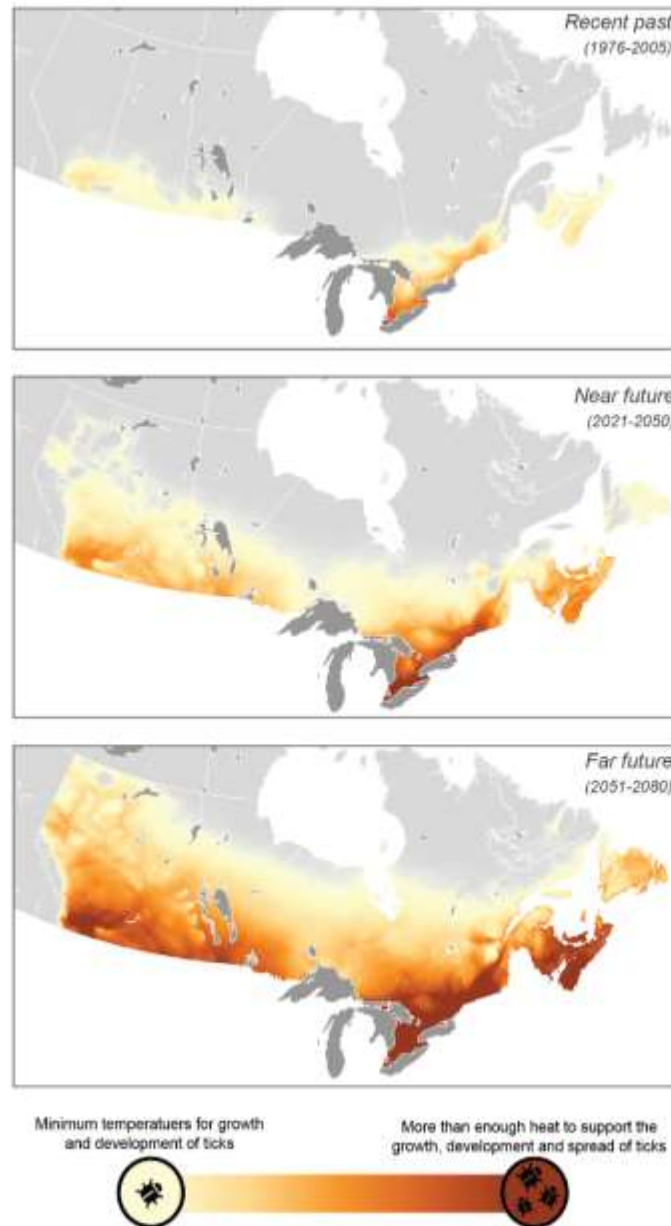 Recent past
(1976-2005)
Near future
(2021-2050)
Far future
(2051-2080)
Minimum temperatuers for growth
and development of ticks
More than enough heat to support the
growth, development and spread of ticks